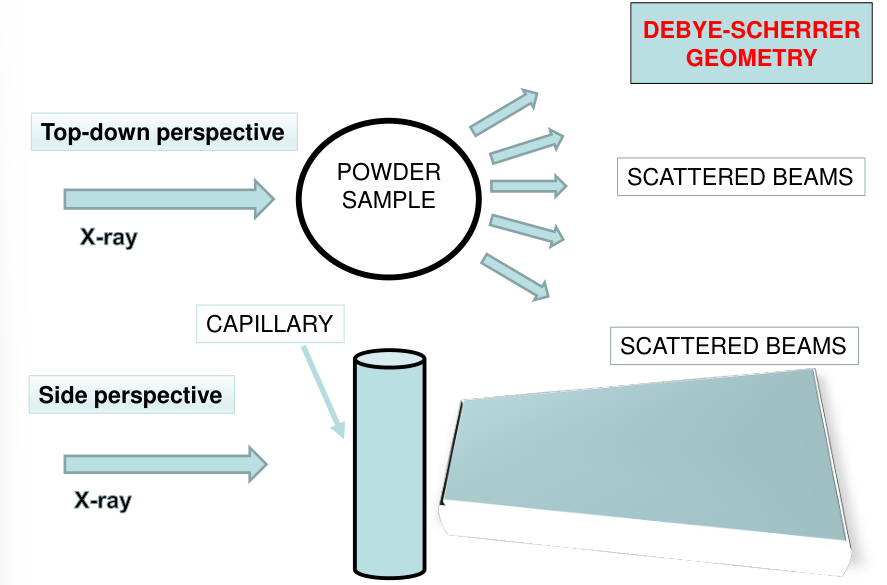 DEBYE-SCHERRER
GEOMETRY
Top-down perspective
POWDER
SAMPLE
SCATTERED BEAMS
X-ray
CAPILLARY
SCATTERED BEAMS
Side perspective
X-ray